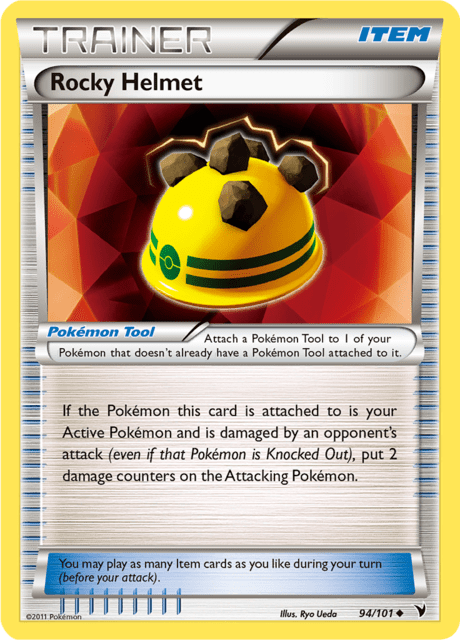 TRAINER
ITEM
Rocky Helmet
Pokémon Tool
Attach a Pokémon Tool to 1 of your
Pokémon that doesn't already have a Pokémon Tool attached to it.
If the Pokémon this card is attached to is your
Active Pokémon and is damaged by an opponent's
attack (even if that Pokémon is Knocked Out), put 2
damage counters on the Attacking Pokémon.
You may play as many Item cards as you like during your turn
(before your attack).
©2011 Pokémon
Illus. Ryo Ueda
94/101